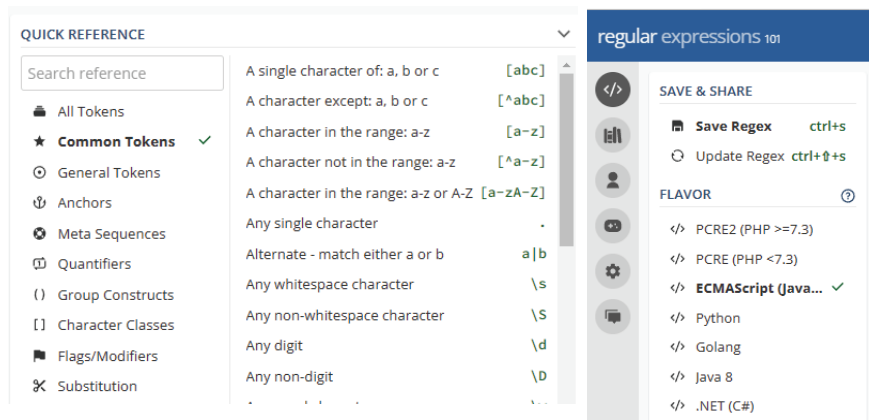 QUICK REFERENCE
Search reference
All Tokens
Common Tokens
General Tokens
Anchors
Meta Sequences
Quantifiers
Group Constructs
Character Classes
Flags/Modifiers
Substitution
A single character of: a, b or c [abc]
A character except: a, b or c [^abc]
A character in the range: a-z [a-z]
A character not in the range: a-z [^a-z]
A character in the range: a-z or A-Z [a-zA-Z]
Any single character .
Alternate - match either a or b a|b
Any whitespace character \s
Any non-whitespace character \S
Any digit \d
Any non-digit \D
regular expressions 101
SAVE & SHARE
Save Regex ctrl+s
Update Regex ctrl+⇧+s
FLAVOR
PCRE2 (PHP >=7.3)
PCRE (PHP <7.3)
ECMAScript (Java...
Python
Golang
Java 8
.NET (C#)